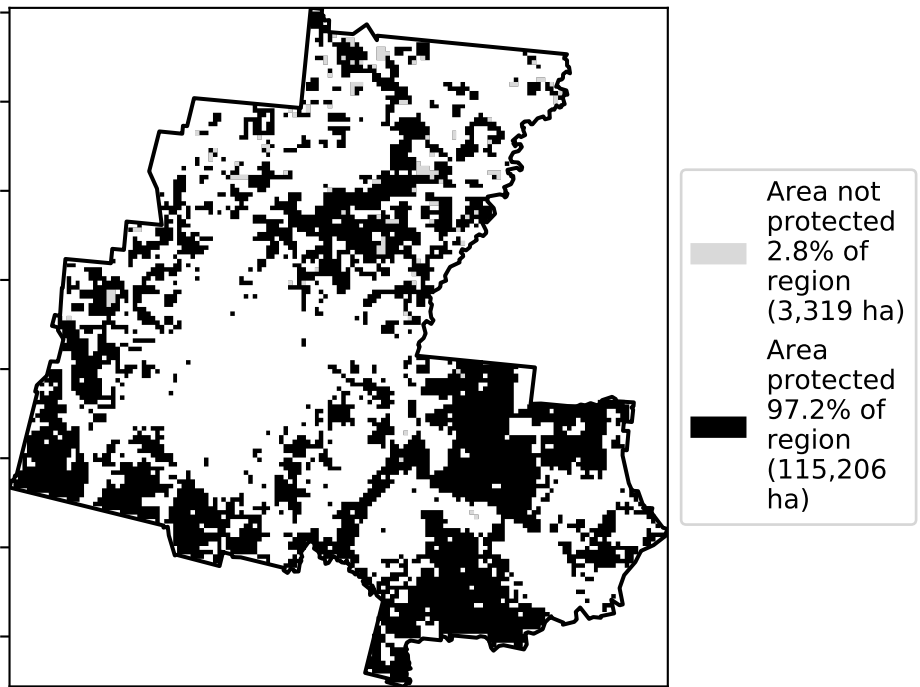 Area not
protected
2.8% of
region
(3,319 ha)
Area
protected
97.2% of
region
(115,206
ha)